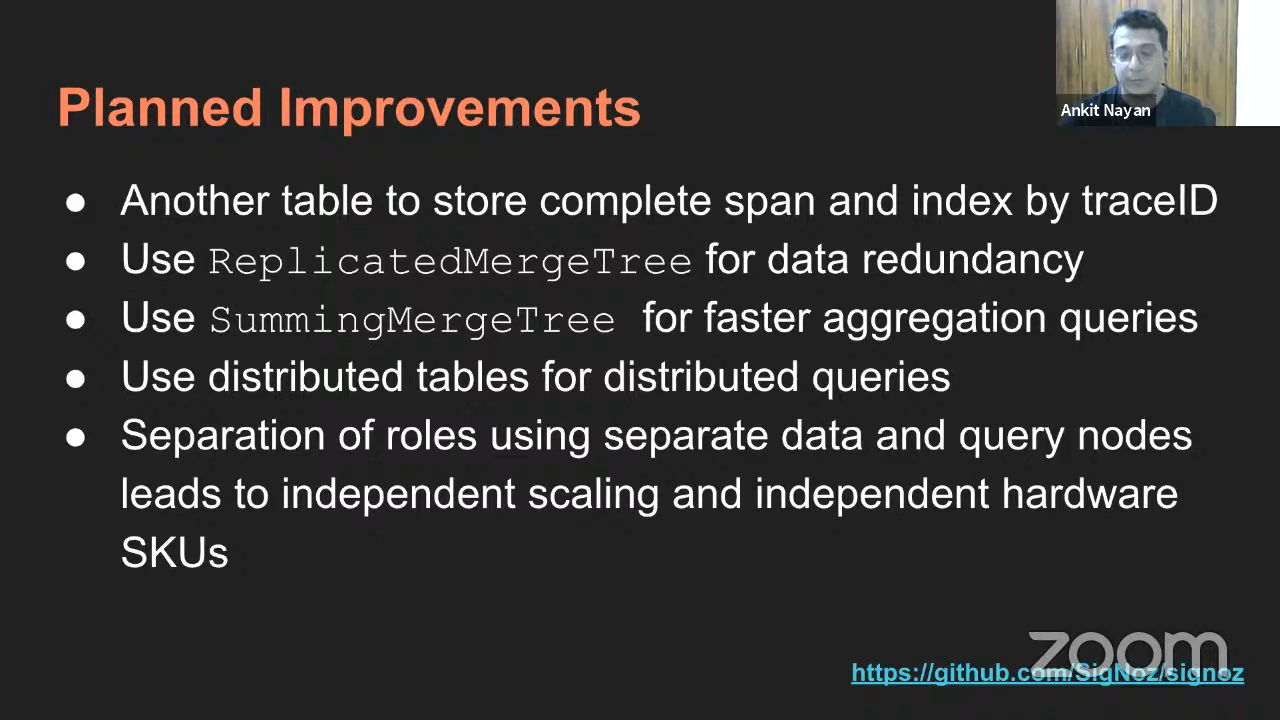 Planned Improvements
Ankit Nayan
● Another table to store complete span and index by traceID
● Use ReplicatedMergeTree for data redundancy
● Use SummingMergeTree for faster aggregation queries
● Use distributed tables for distributed queries
● Separation of roles using separate data and query nodes
leads to independent scaling and independent hardware
SKUs
zoom
https://github.com/SigNoz/signoz